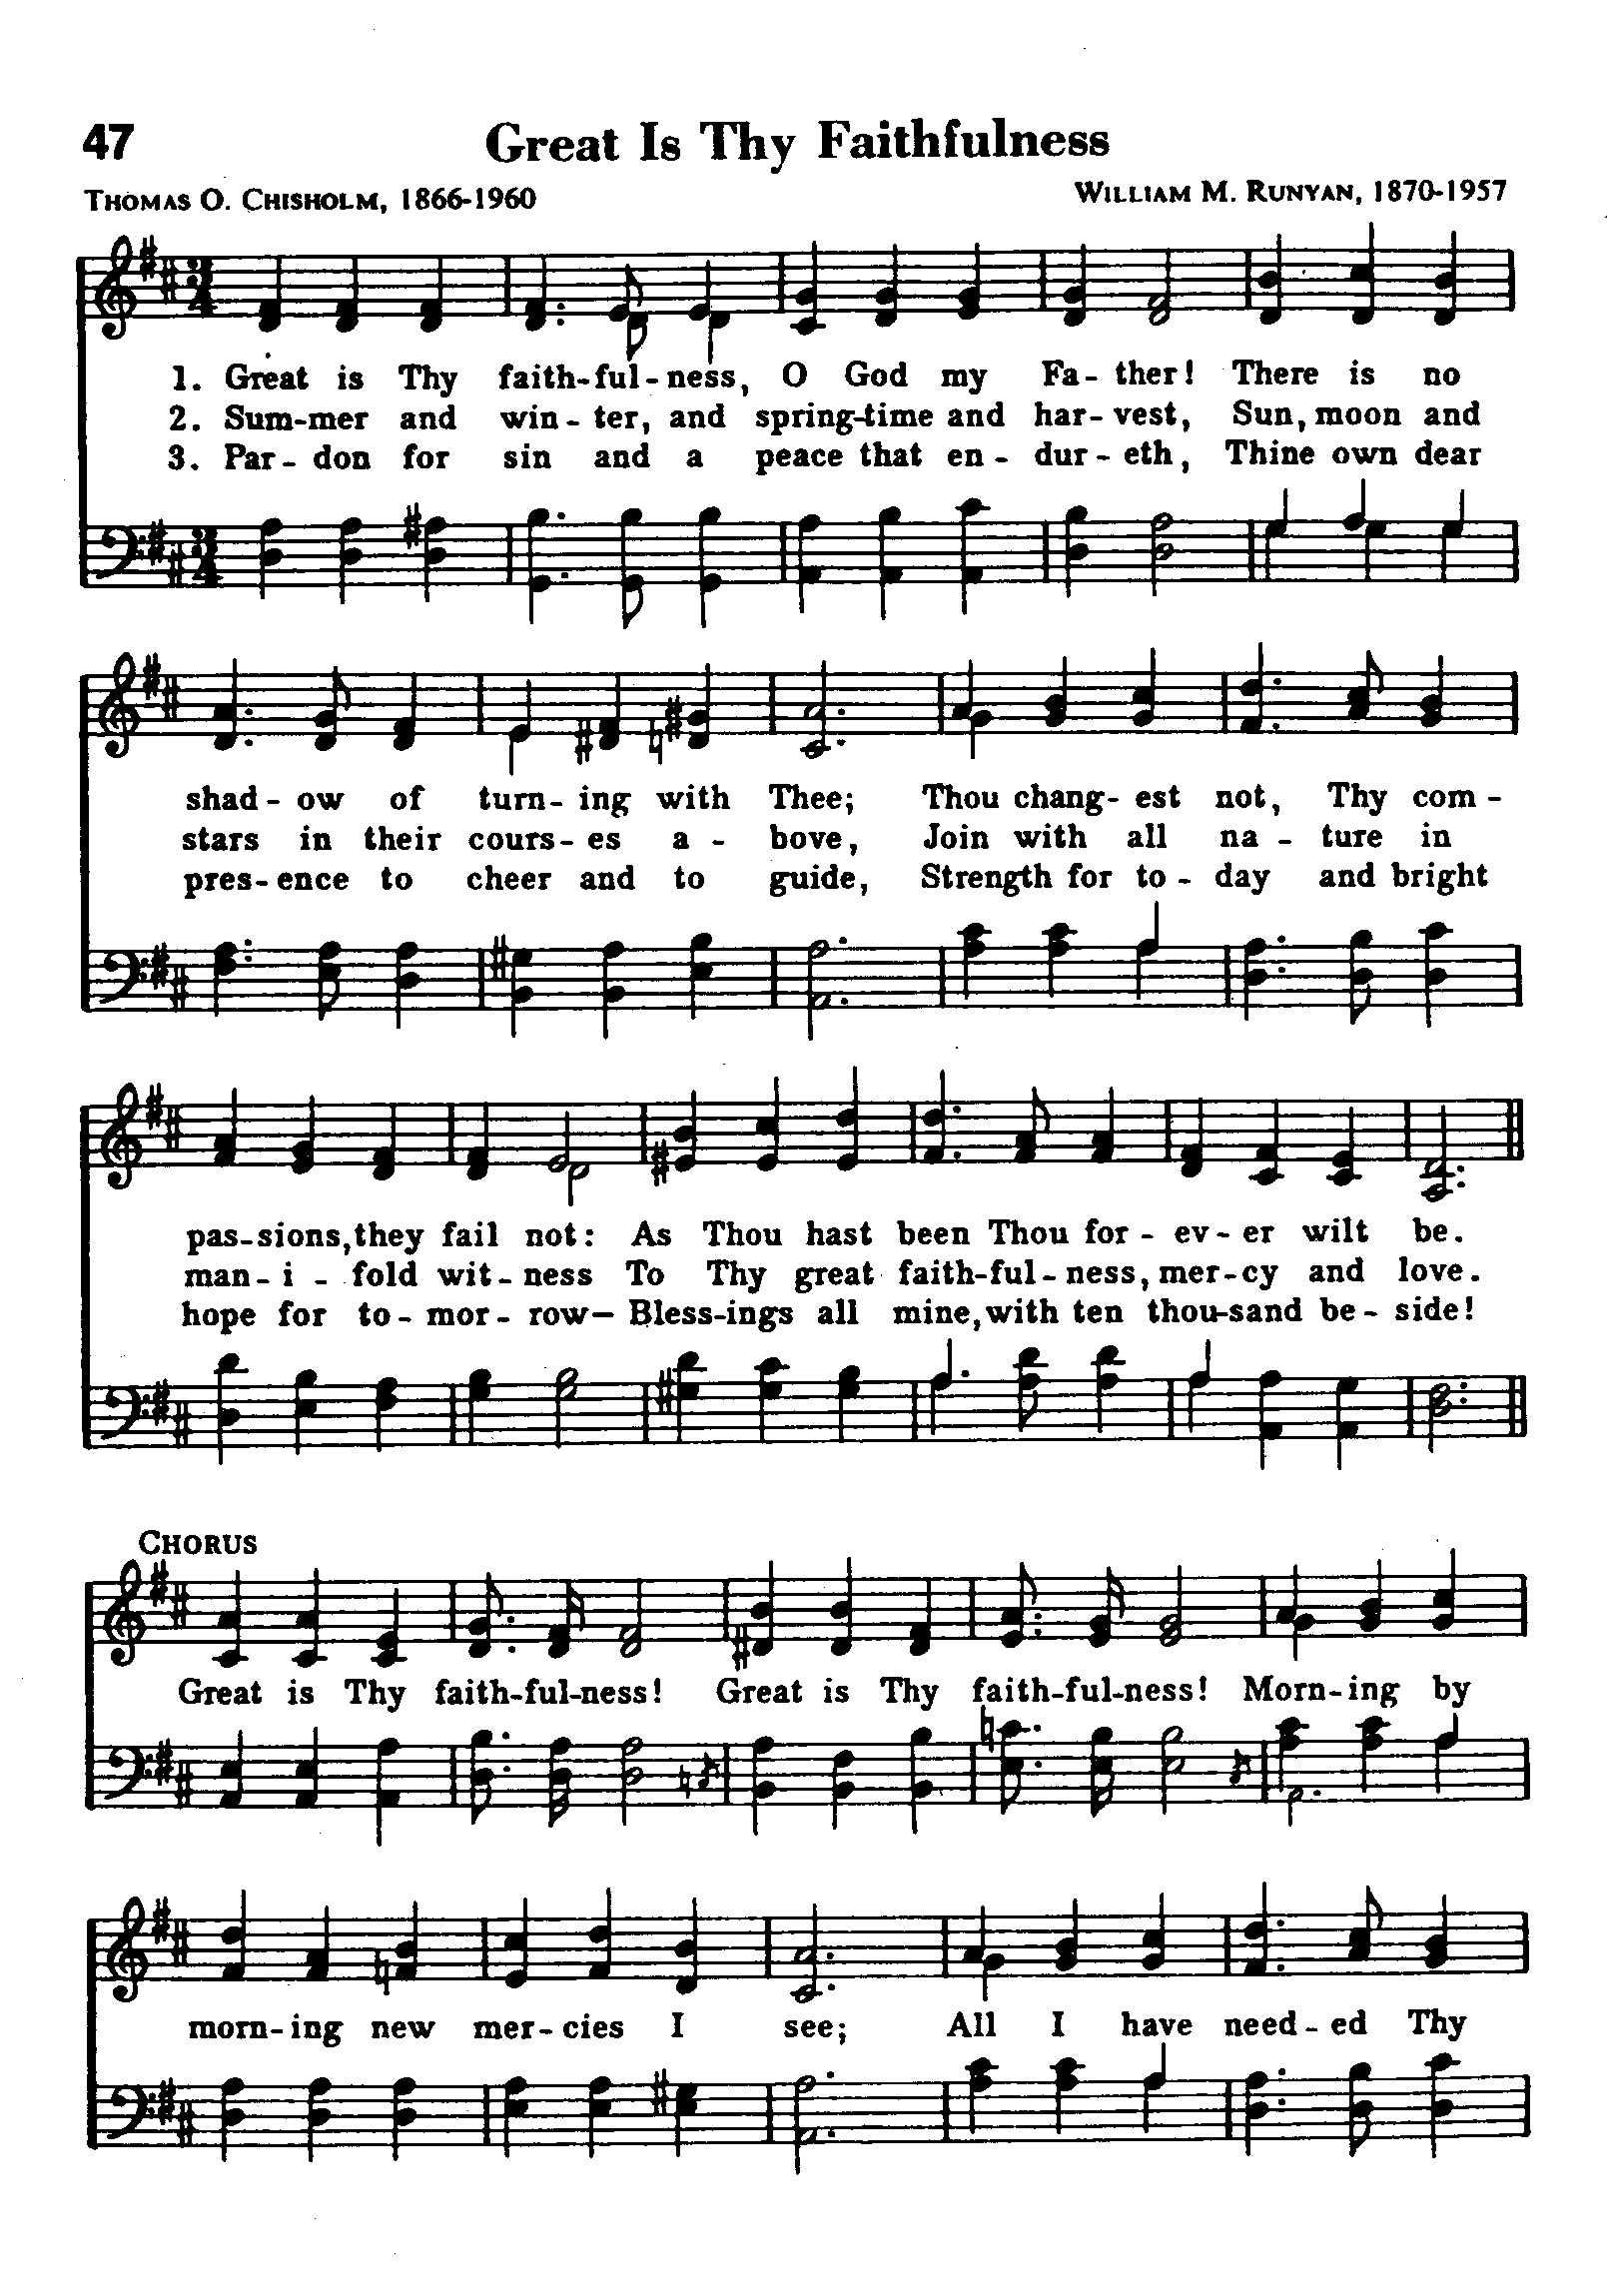 47
Great Is Thy Faithfulness
THOMAS O. CHISHOLM, 1866-1960
WILLIAM M. RUNYAN, 1870-1957
1. Great is Thy faith-ful-ness, O God my Fa-ther! There is no
2. Sum-mer and win-ter, and spring-time and har-vest, Sun, moon and
3. Par-don for sin and a peace that en-dur-eth, Thine own dear
shad-ow of turn-ing with Thee; Thou chang-est not, Thy com-
stars in their cours-es a-bove, Join with all na-ture in
pres-ence to cheer and to guide, Strength for to-day and bright
pas-sions, they fail not: As Thou hast been Thou for-ev-er wilt be.
man-i-fold wit-ness To Thy great faith-ful-ness, mer-cy and love.
hope for to-mor-row— Bless-ings all mine, with ten thou-sand be-side!
CHORUS
Great is Thy faith-ful-ness! Great is Thy faith-ful-ness! Morn-ing by
morn-ing new mer-cies I see; All I have need-ed Thy